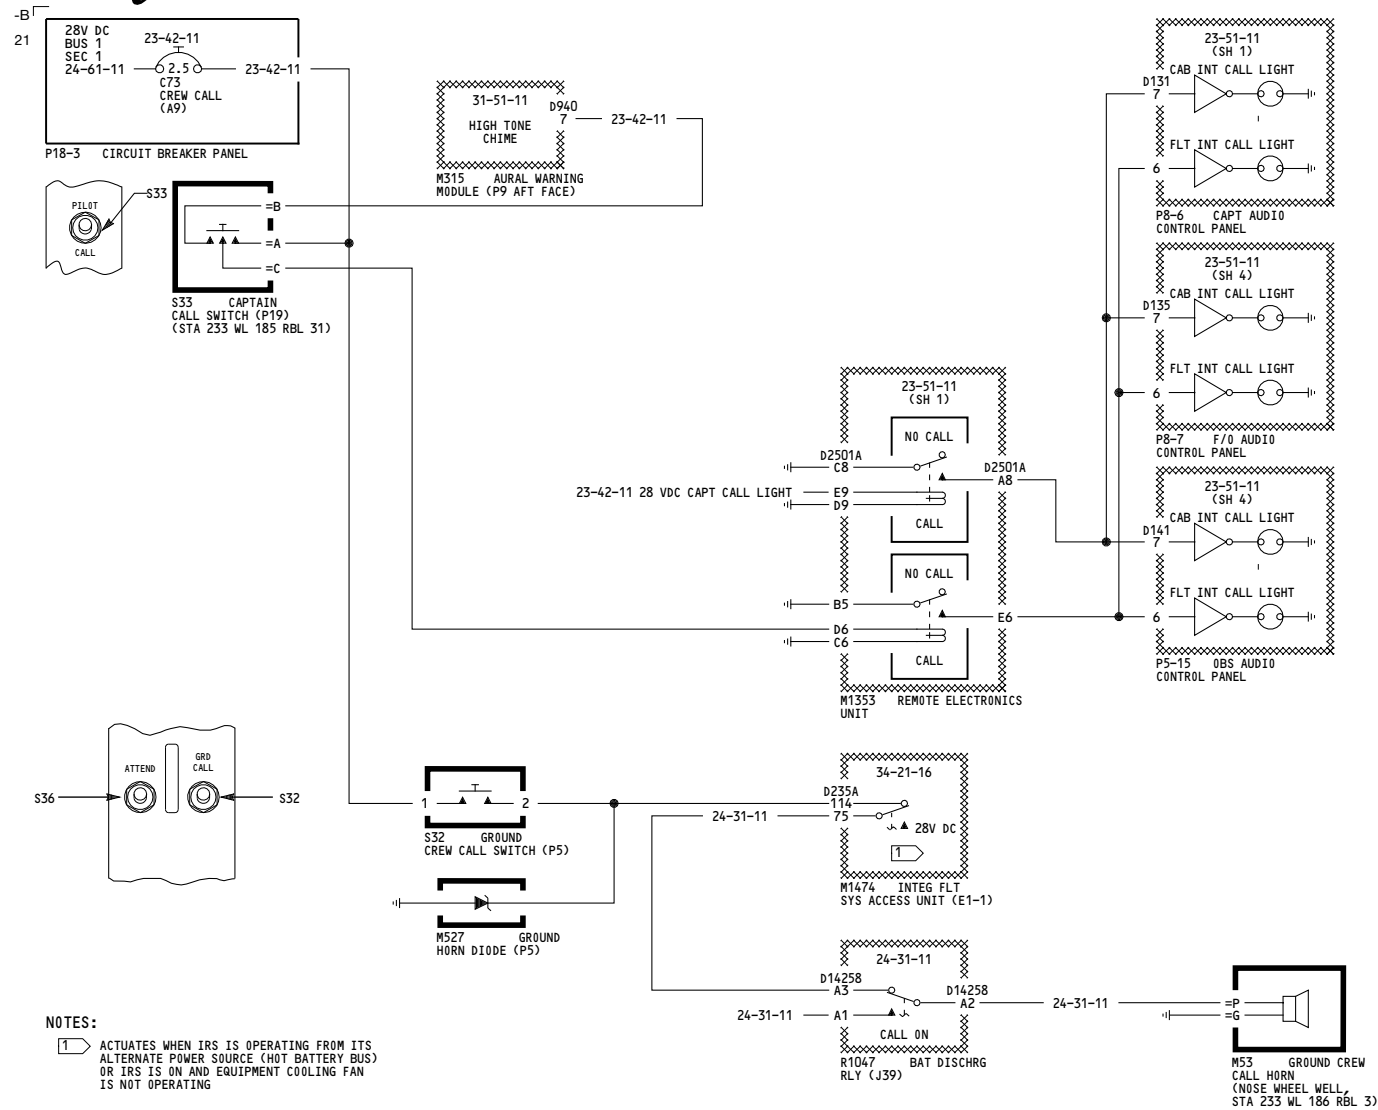 -B
21
28V DC
BUS 1
SEC 1
24-61-11
23-42-11
2.5
23-42-11
C73
CREW CALL
(A9)
P18-3 CIRCUIT BREAKER PANEL
S33
PILOT
CALL
=B
=A
=C
S33 CAPTAIN
CALL SWITCH (P19)
(STA 233 WL 185 RBL 31)
31-51-11
HIGH TONE
CHIME
D940
7
23-42-11
M315 AURAL WARNING
MODULE (P9 AFT FACE)
23-51-11
(SH 1)
CAB INT CALL LIGHT
D131
7
FLT INT CALL LIGHT
6
P8-6 CAPT AUDIO
CONTROL PANEL
23-51-11
(SH 4)
CAB INT CALL LIGHT
D135
7
FLT INT CALL LIGHT
6
P8-7 F/O AUDIO
CONTROL PANEL
23-51-11
(SH 4)
CAB INT CALL LIGHT
D141
7
FLT INT CALL LIGHT
6
P5-15 OBS AUDIO
CONTROL PANEL
23-51-11
(SH 1)
NO CALL
D2501A
C8
D2501A
A8
23-42-11 28 VDC CAPT CALL LIGHT
E9
D9
CALL
NO CALL
B5
E6
D6
C6
CALL
M1353 REMOTE ELECTRONICS
UNIT
ATTEND
GRD
CALL
S36
S32
1
2
S32 GROUND
CREW CALL SWITCH (P5)
M527 GROUND
HORN DIODE (P5)
34-21-16
D235A
114
24-31-11
75
28V DC
1
M1474 INTEG FLT
SYS ACCESS UNIT (E1-1)
24-31-11
D14258
A3
D14258
A2
24-31-11
24-31-11
A1
CALL ON
R1047 BAT DISCHRG
RLY (J39)
=P
=G
M53 GROUND CREW
CALL HORN
(NOSE WHEEL WELL,
STA 233 WL 186 RBL 3)
NOTES:
1 ACTUATES WHEN IRS IS OPERATING FROM ITS
ALTERNATE POWER SOURCE (HOT BATTERY BUS)
OR IRS IS ON AND EQUIPMENT COOLING FAN
IS NOT OPERATING